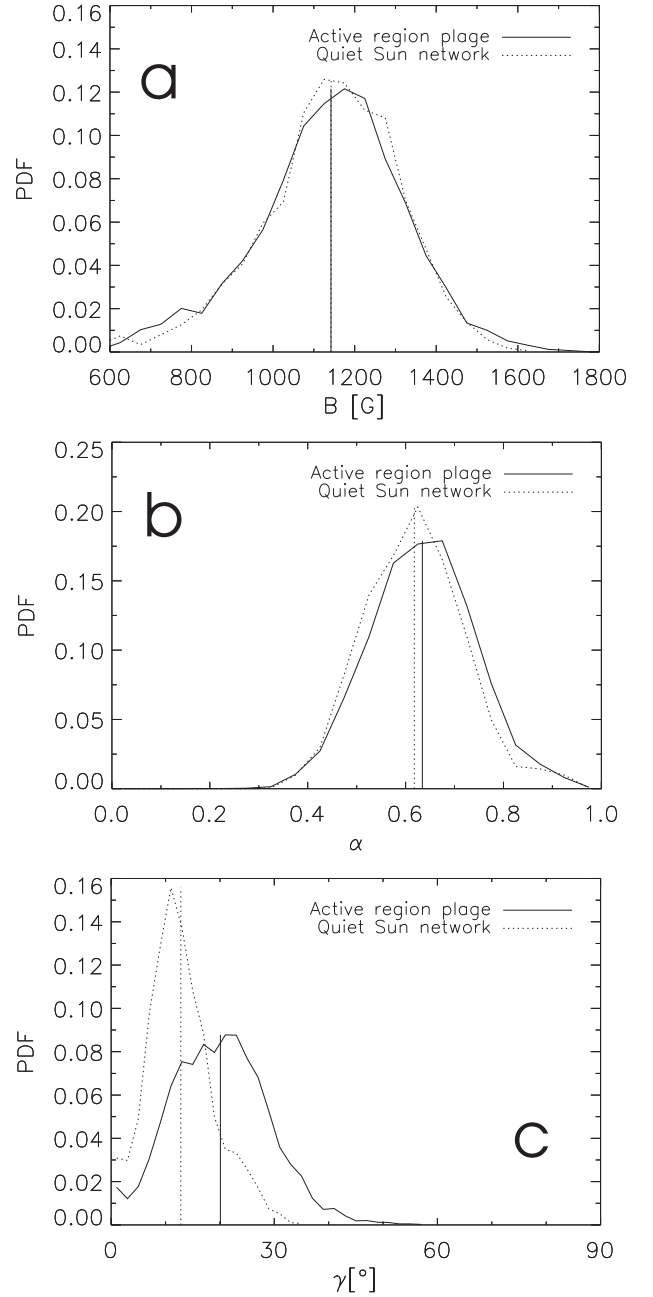 0.16
0.14
0.12
0.10
0.08
0.06
0.04
0.02
0.00
PDF
a
Active region plage
Quiet Sun network
600 800 1000 1200 1400 1600 1800
B [G]
0.25
0.20
0.15
0.10
0.05
0.00
PDF
b
Active region plage
Quiet Sun network
0.0 0.2 0.4 0.6 0.8 1.0
α
0.16
0.14
0.12
0.10
0.08
0.06
0.04
0.02
0.00
PDF
Active region plage
Quiet Sun network
c
0 30 60 90
γ[°]